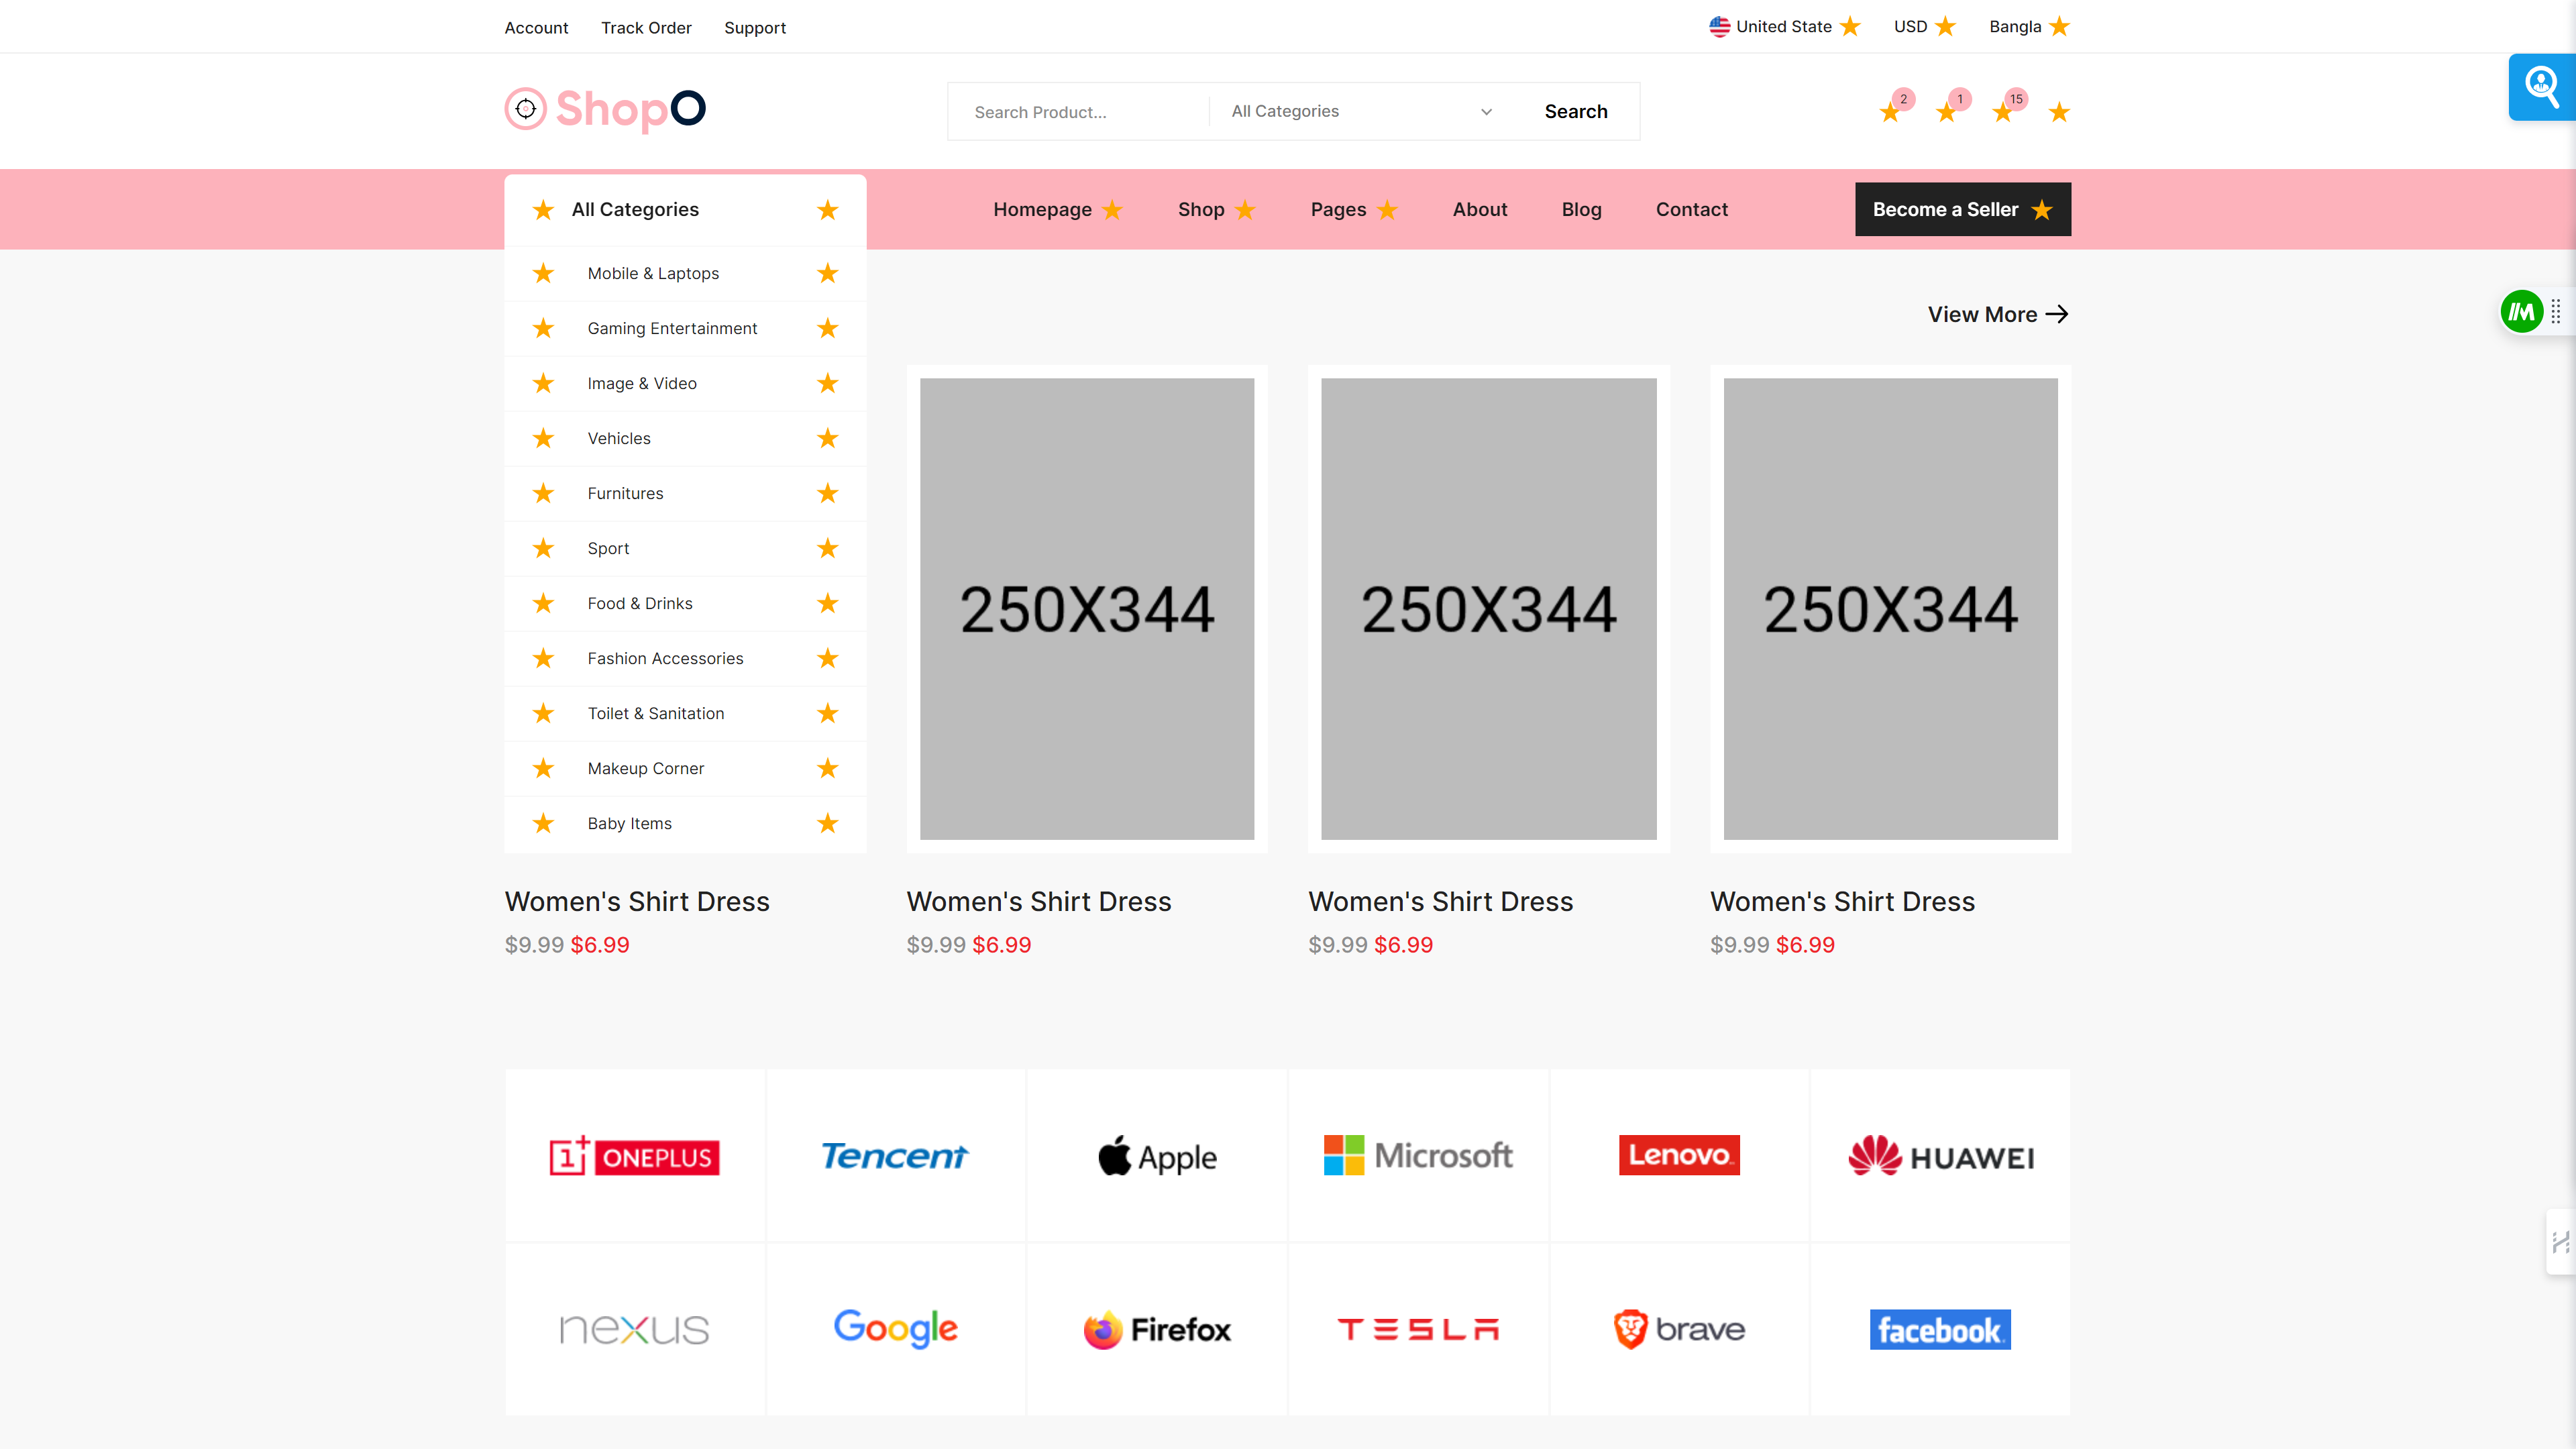 Account Track Order Support United State USD Bangla
ShopO Search Product... All Categories Search 2 1 15
All Categories Homepage Shop Pages About Blog Contact Become a Seller
Mobile & Laptops
View More
Gaming Entertainment
Image & Video
Vehicles
Furnitures
Sport
Food & Drinks
Fashion Accessories
Toilet & Sanitation
Makeup Corner
Baby Items
250X344 250X344 250X344
Women's Shirt Dress Women's Shirt Dress Women's Shirt Dress Women's Shirt Dress
$9.99 $6.99 $9.99 $6.99 $9.99 $6.99 $9.99 $6.99
1+ ONEPLUS Tencent Apple Microsoft Lenovo HUAWEI
nexus Google Firefox TESLA brave facebook